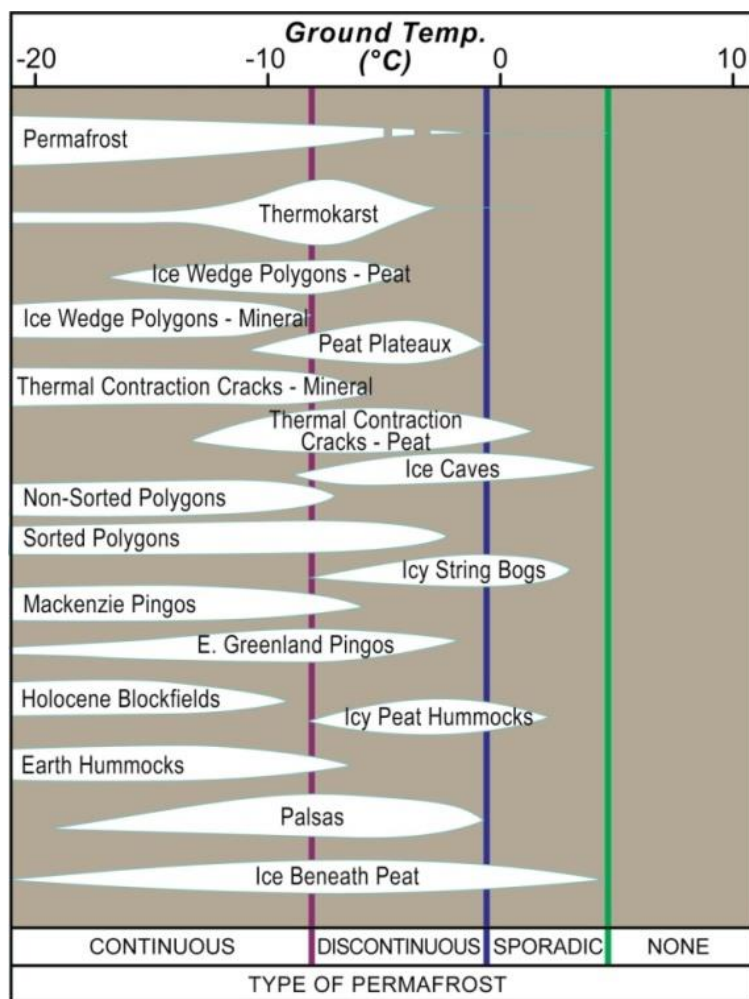 Ground Temp.
(°C)
-20 -10 0 10
Permafrost
Thermokarst
Ice Wedge Polygons - Peat
Ice Wedge Polygons - Mineral
Peat Plateaux
Thermal Contraction Cracks - Mineral
Thermal Contraction
Cracks - Peat
Ice Caves
Non-Sorted Polygons
Sorted Polygons
Icy String Bogs
Mackenzie Pingos
E. Greenland Pingos
Holocene Blockfields
Icy Peat Hummocks
Earth Hummocks
Palsas
Ice Beneath Peat
CONTINUOUS DISCONTINUOUS SPORADIC NONE
TYPE OF PERMAFROST